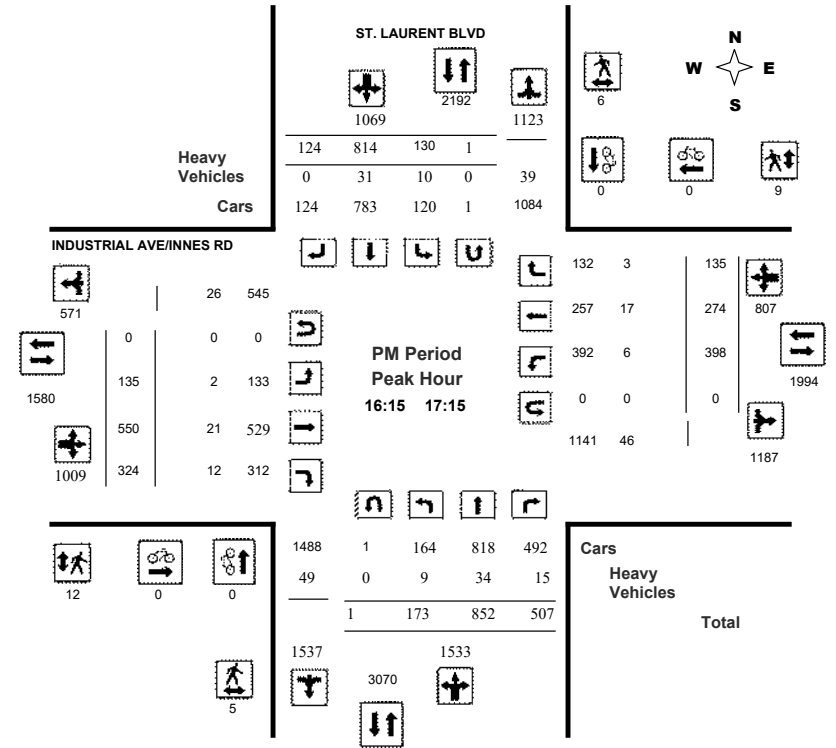 ST. LAURENT BLVD
N
W E
S
1069
2192
1123
6
124 814 130 1
Heavy Vehicles 0 31 10 0 39
Cars 124 783 120 1 1084
0
0
9
INDUSTRIAL AVE/INNES RD
571
26 545
132 3 135
807
0 0 0
257 17 274
1580
135 2 133
PM Period
Peak Hour
16:15 17:15
392 6 398
1994
550 21 529
0 0 0
1009
324 12 312
1141 46
1187
1488 1 164 818 492 Cars
49 0 9 34 15 Heavy Vehicles
1 173 852 507 Total
12
0
0
1537
1533
3070
5